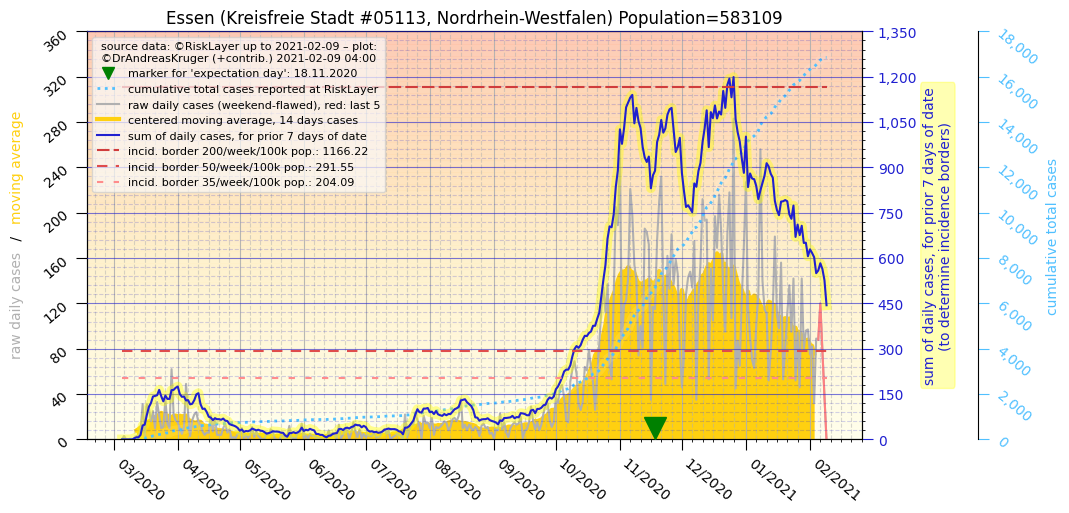 Essen (Kreisfreie Stadt #05113, Nordrhein-Westfalen) Population=583109
source data: ©RiskLayer up to 2021-02-09 – plot:
©DrAndreasKruger (+contrib.) 2021-02-09 04:00
marker for 'expectation day': 18.11.2020
cumulative total cases reported at RiskLayer
raw daily cases (weekend-flawed), red: last 5
centered moving average, 14 days cases
sum of daily cases, for prior 7 days of date
incid. border 200/week/100k pop.: 1166.22
incid. border 50/week/100k pop.: 291.55
incid. border 35/week/100k pop.: 204.09
raw daily cases / moving average
360
320
280
240
200
160
120
80
40
0
03/2020
04/2020
05/2020
06/2020
07/2020
08/2020
09/2020
10/2020
11/2020
12/2020
01/2021
02/2021
1,350
1,200
1,050
900
750
600
450
300
150
0
sum of daily cases, for prior 7 days of date
(to determine incidence borders)
18,000
16,000
14,000
12,000
10,000
8,000
6,000
4,000
2,000
0
cumulative total cases